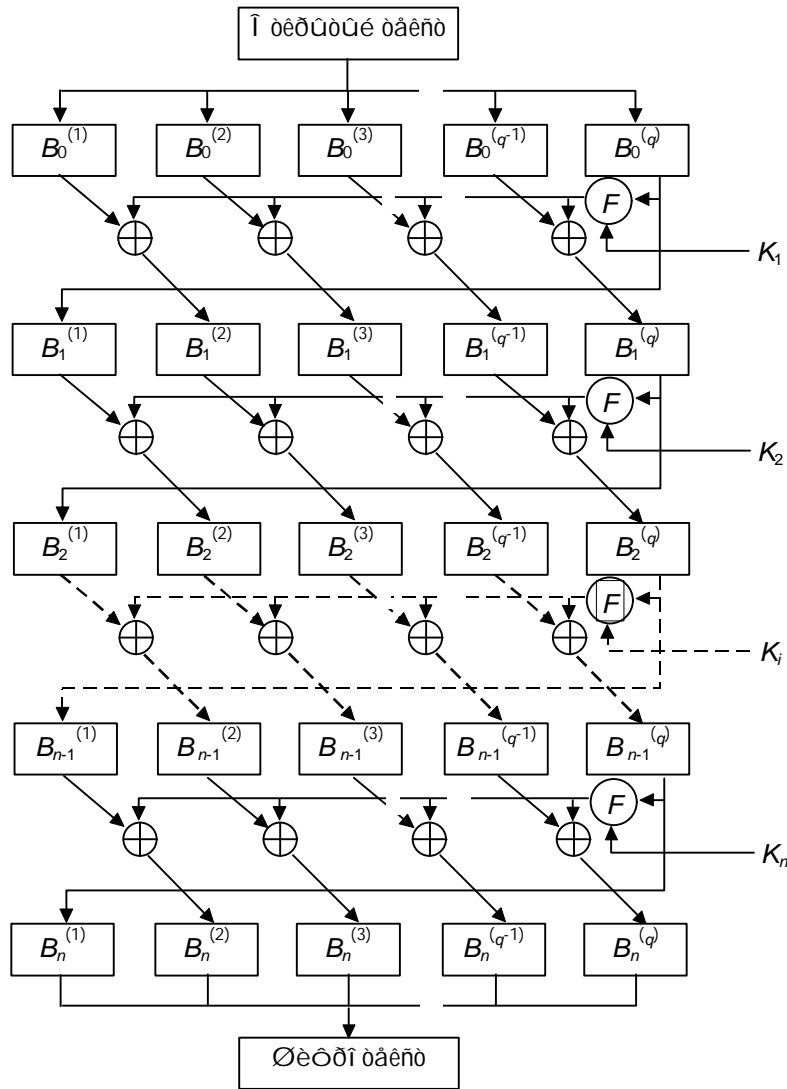 Î òêðûòûé òåêñò
B₀⁽¹⁾ B₀⁽²⁾ B₀⁽³⁾ B₀⁽q⁻¹⁾ B₀⁽q⁾
F
K₁
B₁⁽¹⁾ B₁⁽²⁾ B₁⁽³⁾ B₁⁽q⁻¹⁾ B₁⁽q⁾
F
K₂
B₂⁽¹⁾ B₂⁽²⁾ B₂⁽³⁾ B₂⁽q⁻¹⁾ B₂⁽q⁾
F
Kᵢ
Bₙ₋₁⁽¹⁾ Bₙ₋₁⁽²⁾ Bₙ₋₁⁽³⁾ Bₙ₋₁⁽q⁻¹⁾ Bₙ₋₁⁽q⁾
F
Kₙ
Bₙ⁽¹⁾ Bₙ⁽²⁾ Bₙ⁽³⁾ Bₙ⁽q⁻¹⁾ Bₙ⁽q⁾
Øèôðî òåêñò